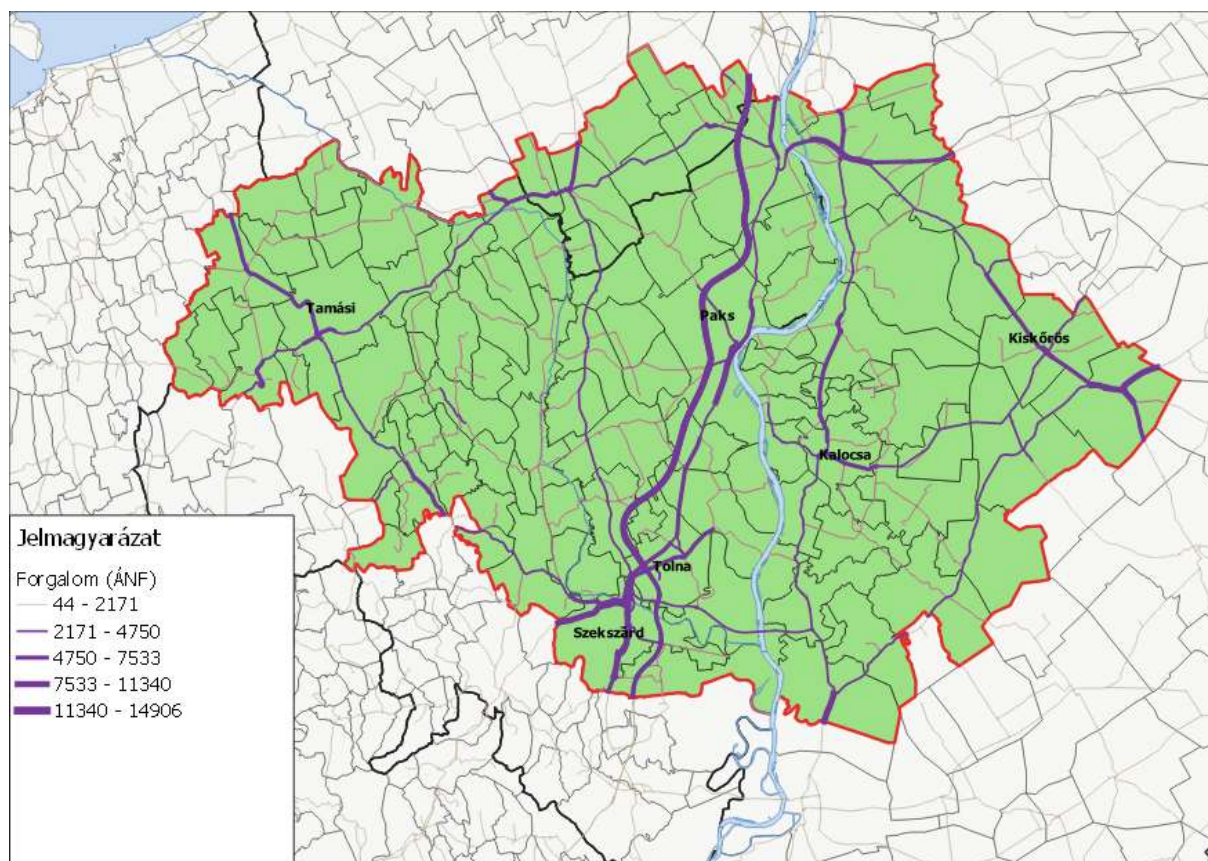 Tamási
Paks
Kiskőrös
Kalocsa
Tolna
Szekszárd
Jelmagyarázat
Forgalom (ÁNF)
44 - 2171
2171 - 4750
4750 - 7533
7533 - 11340
11340 - 14906